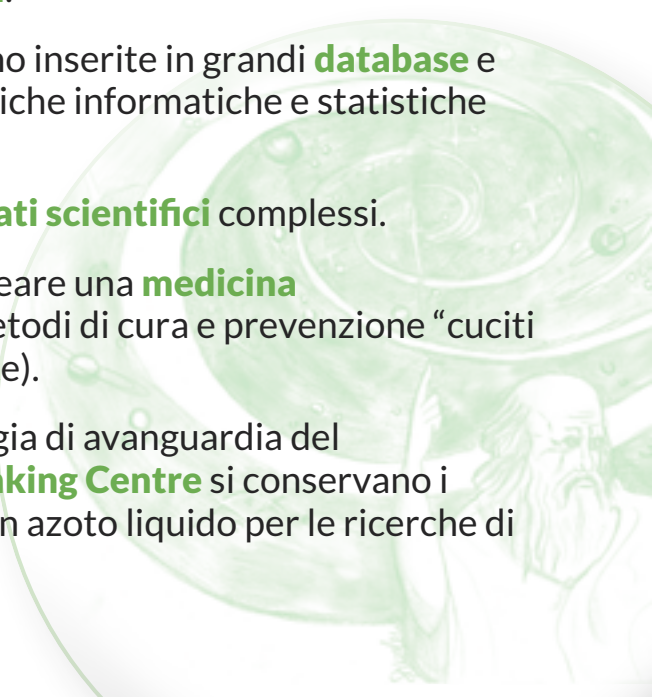 no inserite in grandi database e
iche informatiche e statistiche
ati scientifici complessi.
eare una medicina
etodi di cura e prevenzione “cuciti
e).
gia di avanguardia del
king Centre si conservano i
n azoto liquido per le ricerche di